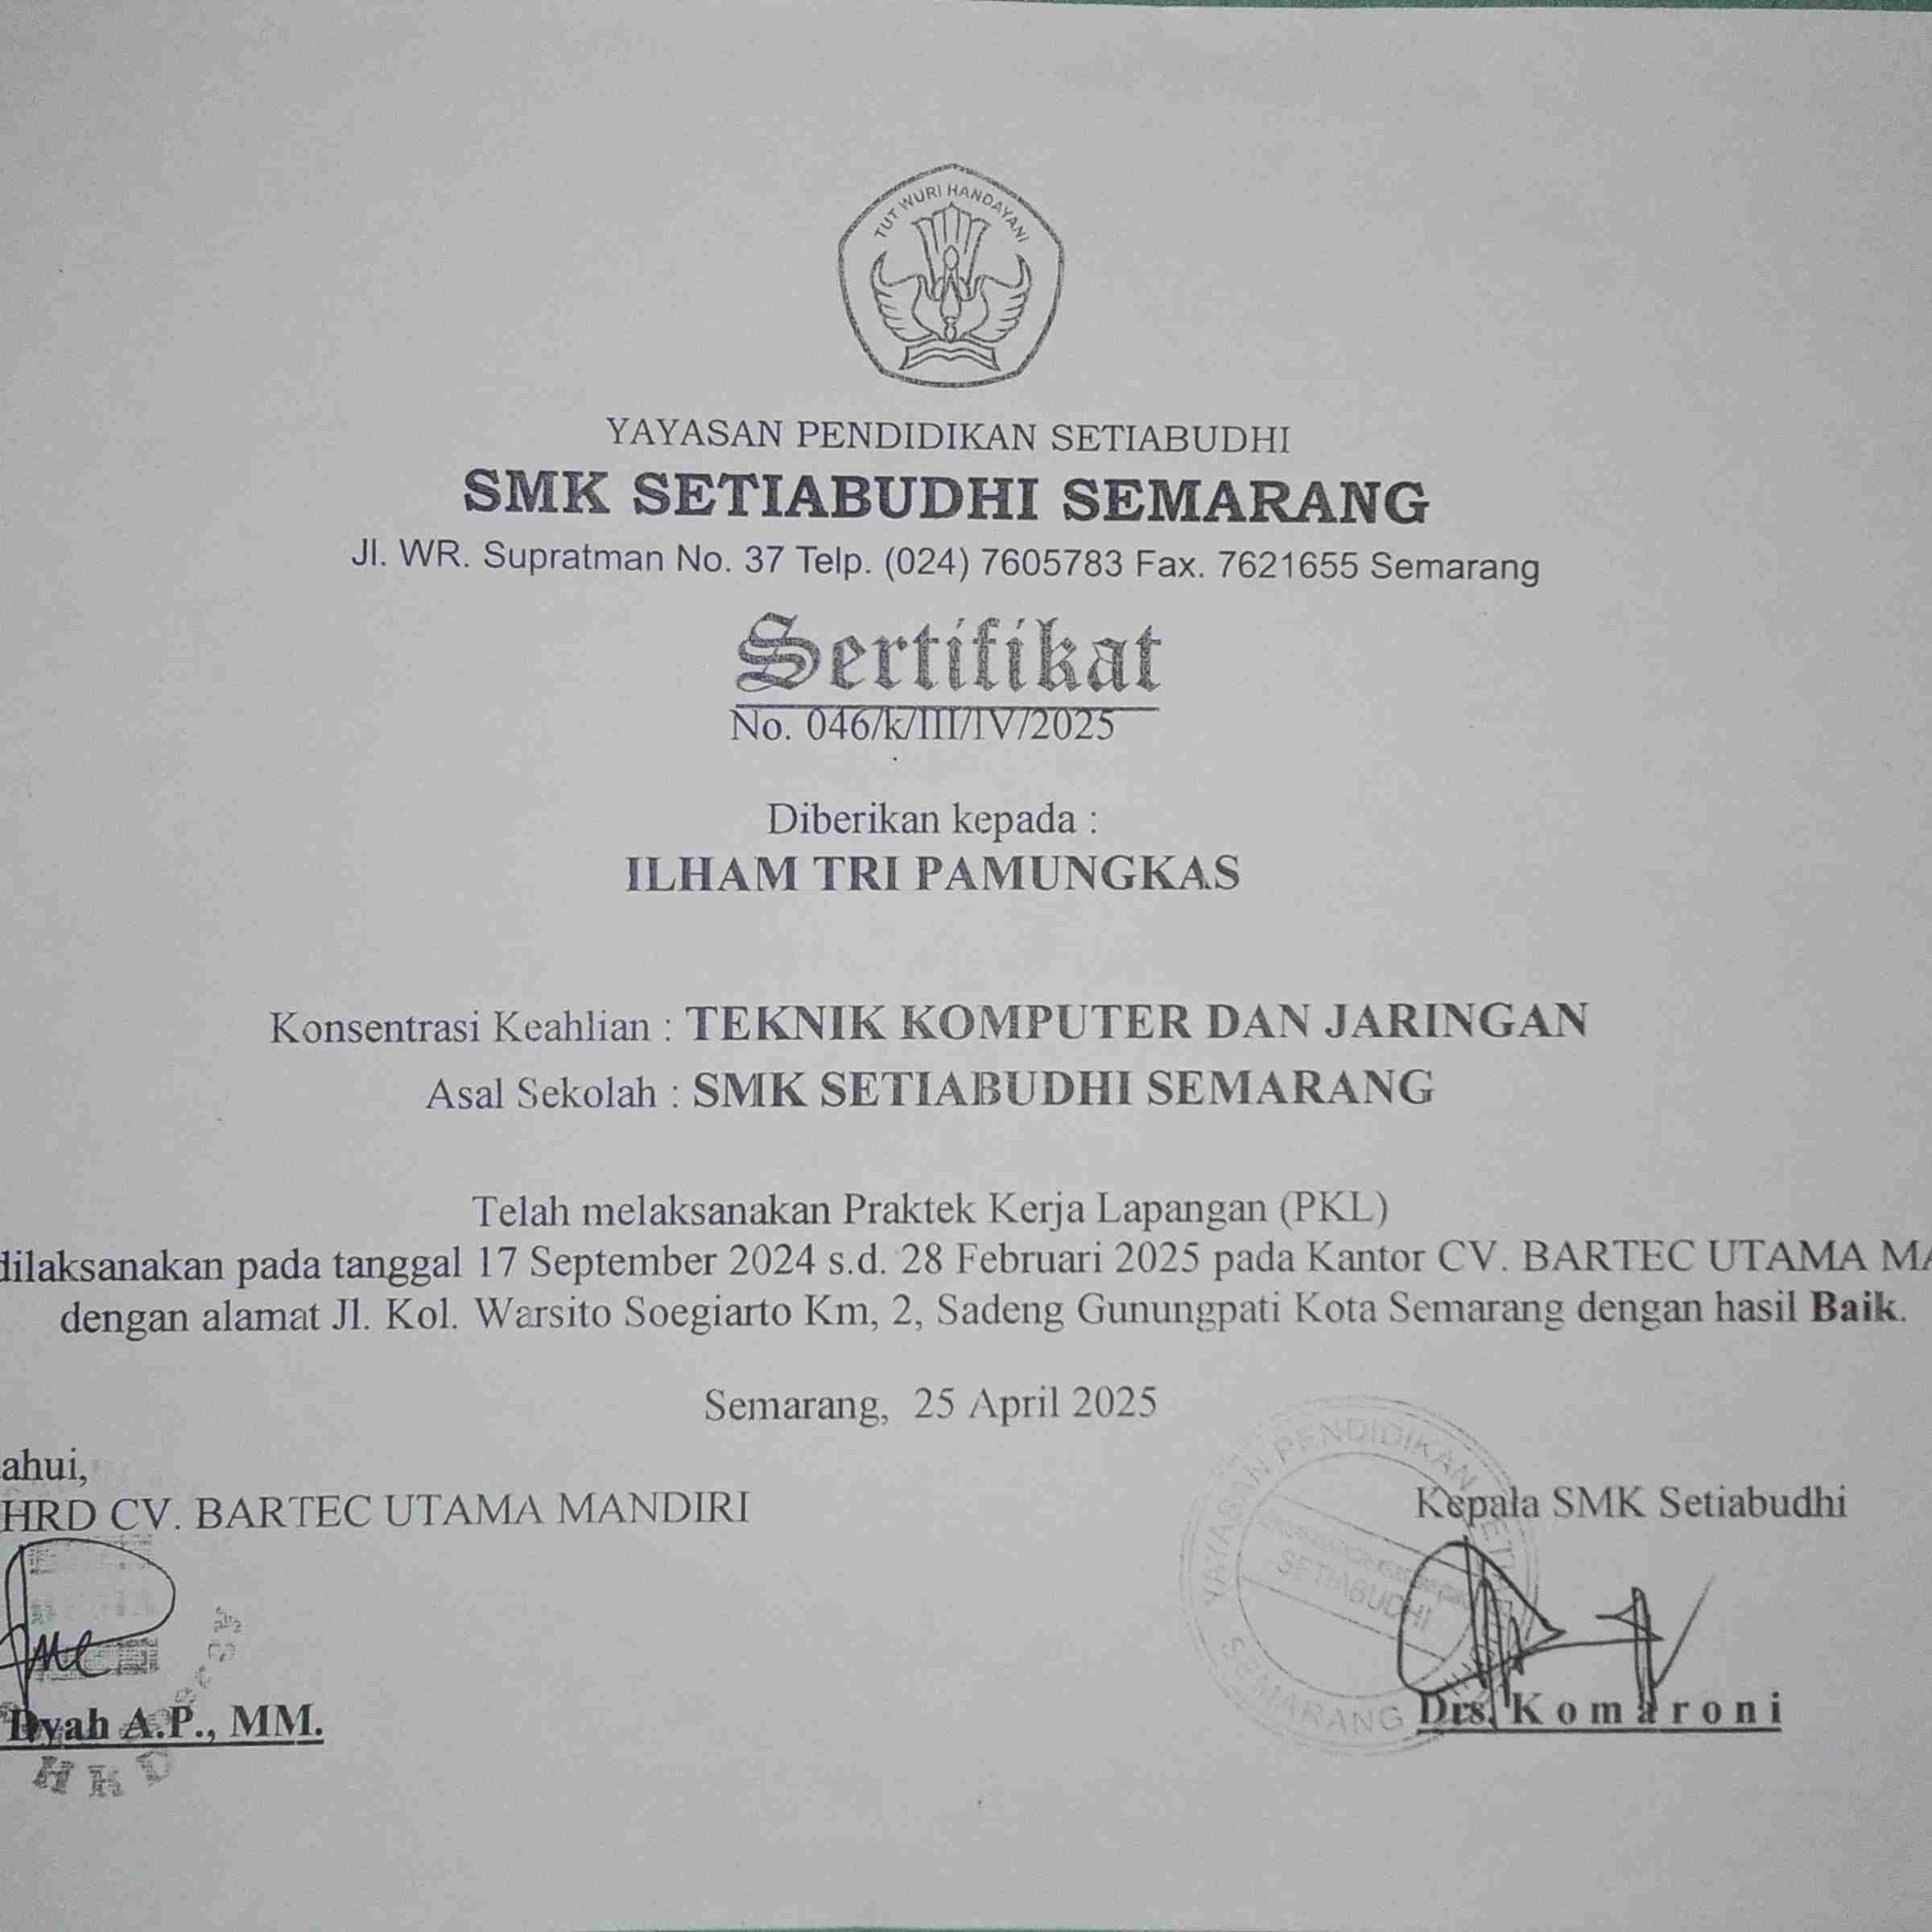 TUT WURI HANDAYANI
YAYASAN PENDIDIKAN SETIABUDHI
SMK SETIABUDHI SEMARANG
Jl. WR. Supratman No. 37 Telp. (024) 7605783 Fax. 7621655 Semarang
Sertifikat
No. 046/k/III/IV/2025
Diberikan kepada :
ILHAM TRI PAMUNGKAS
Konsentrasi Keahlian : TEKNIK KOMPUTER DAN JARINGAN
Asal Sekolah : SMK SETIABUDHI SEMARANG
Telah melaksanakan Praktek Kerja Lapangan (PKL)
dilaksanakan pada tanggal 17 September 2024 s.d. 28 Februari 2025 pada Kantor CV. BARTEC UTAMA MA
dengan alamat Jl. Kol. Warsito Soegiarto Km, 2, Sadeng Gunungpati Kota Semarang dengan hasil Baik.
Semarang, 25 April 2025
ahui,
HRD CV. BARTEC UTAMA MANDIRI
Kepala SMK Setiabudhi
YAYASAN PENDIDIKAN
SETIABUDHI
SEMARANG
Dyah A.P., MM.
Drs. Komaroni
HRD